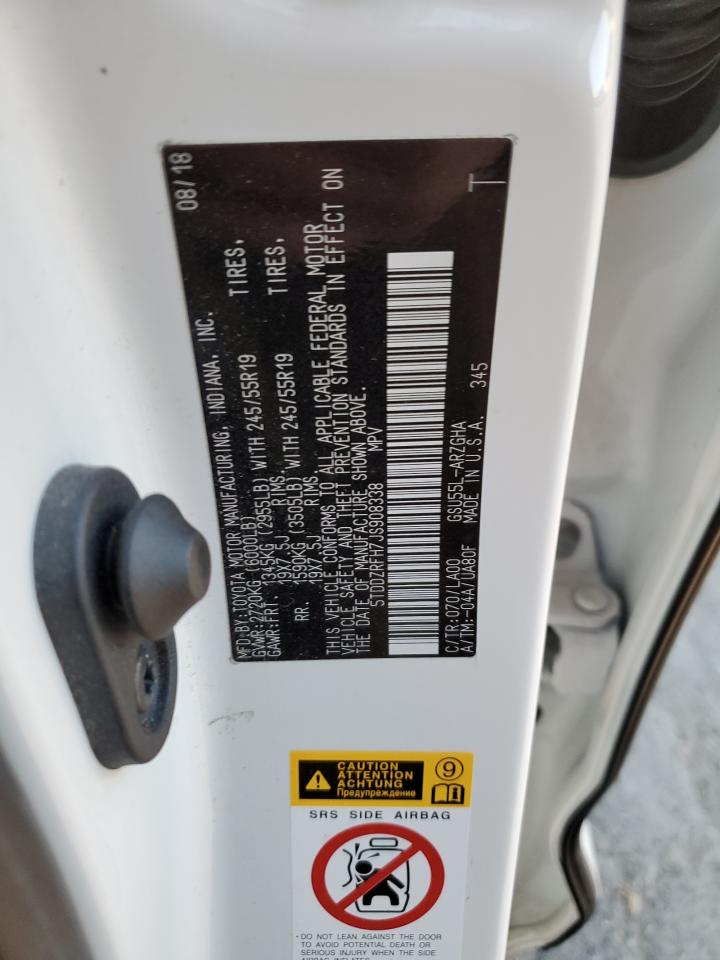 MFD.BY:TOYOTA MOTOR MANUFACTURING, INDIANA, INC. 08/18
GVWR:2720KG (6000LB)
GAWR:FRT. 1345KG (2955LB) WITH 245/55R19 TIRES,
19X7.5J RIMS,
RR. 1590KG (3505LB) WITH 245/55R19 TIRES,
19X7.5J RIMS.
THIS VEHICLE CONFORMS TO ALL APPLICABLE FEDERAL MOTOR
VEHICLE SAFETY AND THEFT PREVENTION STANDARDS IN EFFECT ON
THE DATE OF MANUFACTURE SHOWN ABOVE.
5TDDZRFH7JS908338 MPV
C/TR:070/LA00 GSU55L-ARZGHA
A/TM:-04A/UA80F MADE IN U.S.A. 345
T
CAUTION
ATTENTION
ACHTUNG
Предупреждение
9
SRS SIDE AIRBAG
· DO NOT LEAN AGAINST THE DOOR
TO AVOID POTENTIAL DEATH OR
SERIOUS INJURY WHEN THE SIDE
AIRBAG INFLATES.